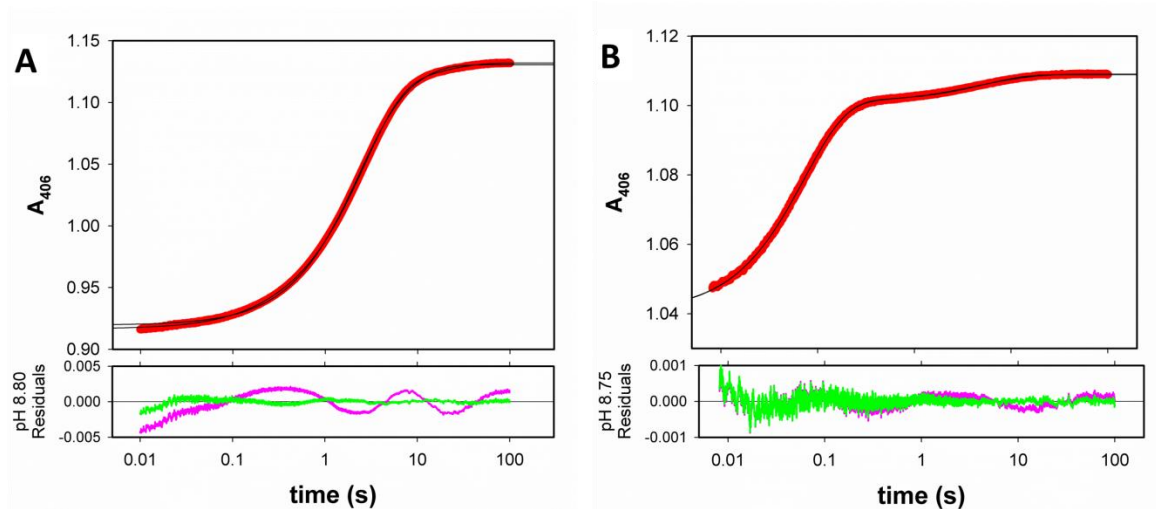 A
1.15
1.10
1.05
1.00
0.95
0.90
A406
0.005
0.000
-0.005
pH 8.80
Residuals
0.01 0.1 1 10 100
time (s)
B
1.12
1.10
1.08
1.06
1.04
A406
0.001
0.000
-0.001
pH 8.75
Residuals
0.01 0.1 1 10 100
time (s)